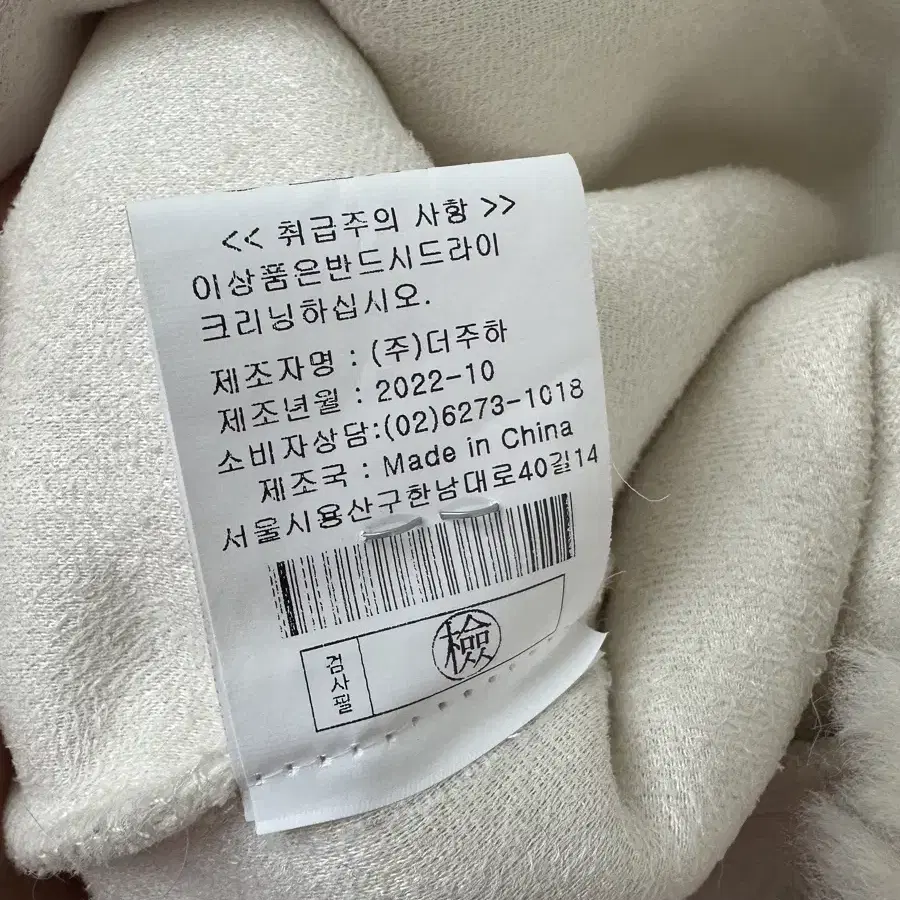 << 취급주의 사항 >>
이상품은반드시드라이
크리닝하십시오.
제조자명 : (주)더주하
제조년월 : 2022-10
소비자상담:(02)6273-1018
제조국 : Made in China
서울시용산구한남대로40길14
검사필
檢